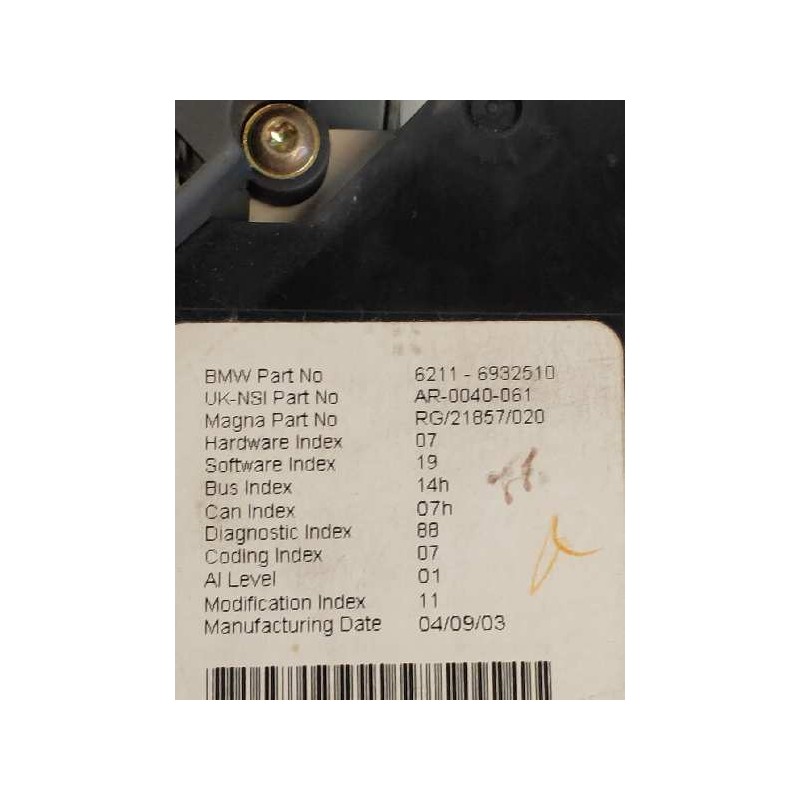 BMW Part No 6211 - 6932510
UK-NSI Part No AR-0040-061
Magna Part No RG/21857/020
Hardware Index 07
Software Index 19
Bus Index 14h
Can Index 07h
Diagnostic Index 88
Coding Index 07
AI Level 01
Modification Index 11
Manufacturing Date 04/09/03